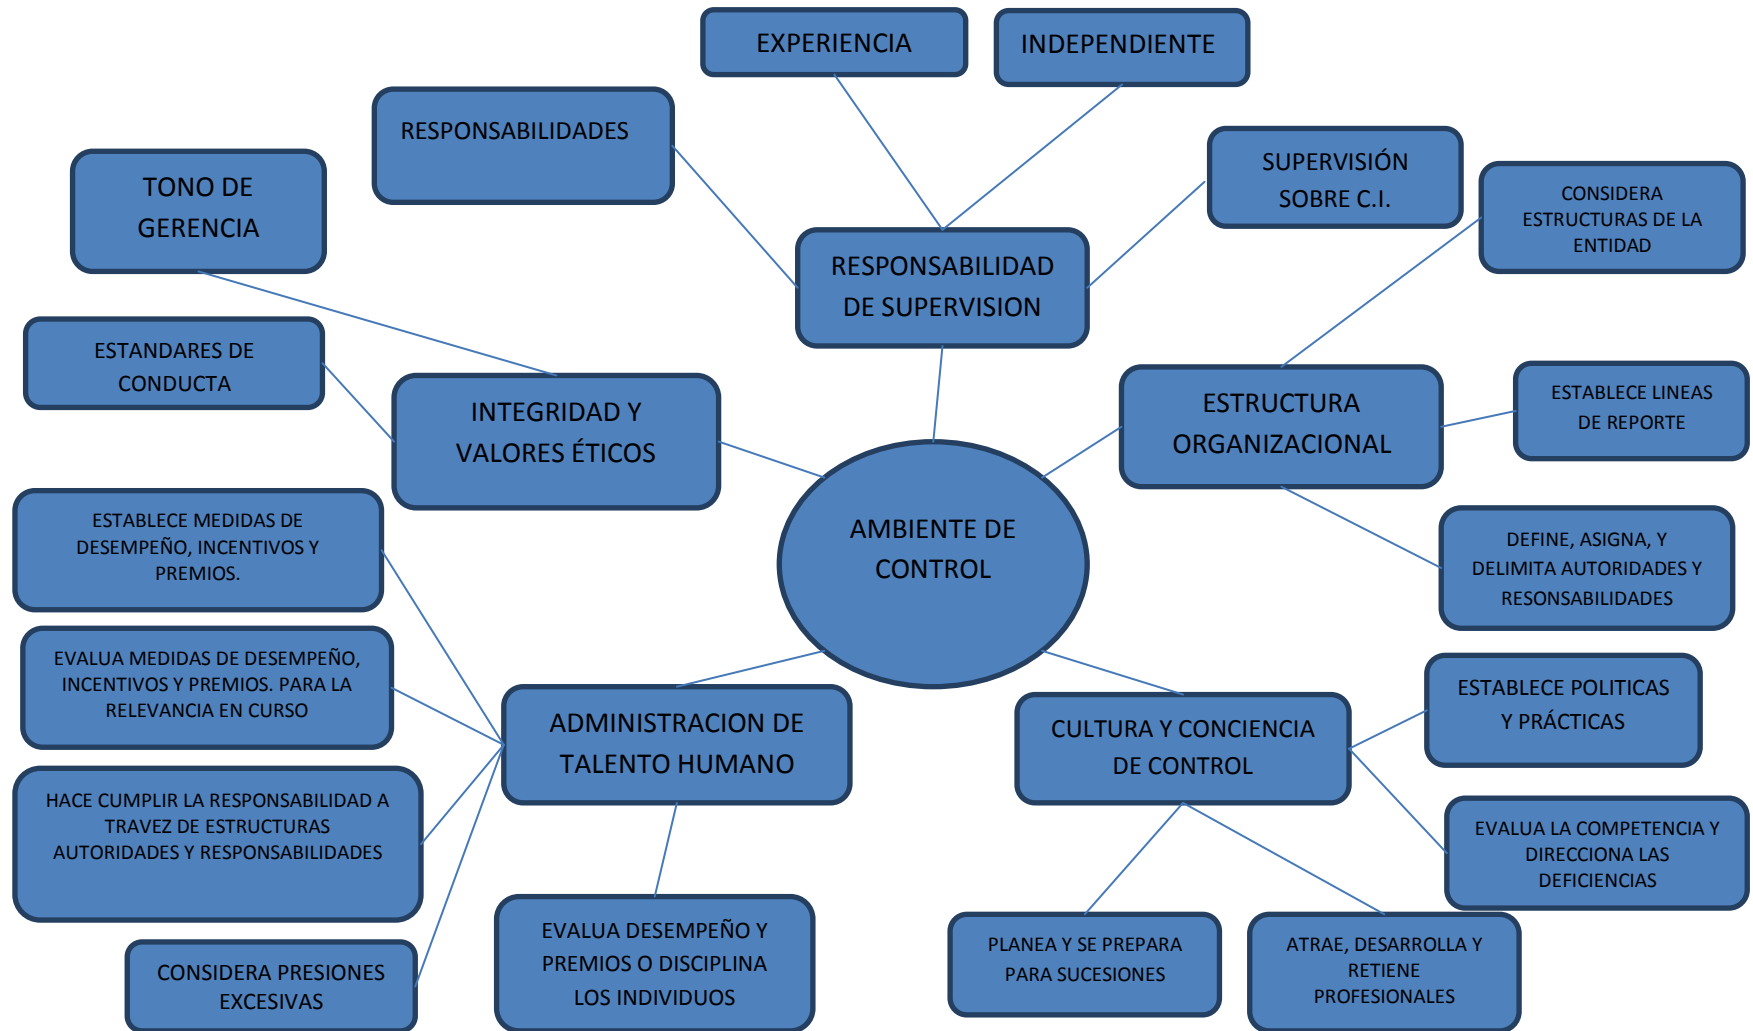 EXPERIENCIA
INDEPENDIENTE
RESPONSABILIDADES
TONO DE
GERENCIA
SUPERVISIÓN
SOBRE C.I.
CONSIDERA
ESTRUCTURAS DE LA
ENTIDAD
RESPONSABILIDAD
DE SUPERVISION
ESTANDARES DE
CONDUCTA
INTEGRIDAD Y
VALORES ÉTICOS
ESTRUCTURA
ORGANIZACIONAL
ESTABLECE LINEAS
DE REPORTE
AMBIENTE DE
CONTROL
ESTABLECE MEDIDAS DE
DESEMPEÑO, INCENTIVOS Y
PREMIOS.
DEFINE, ASIGNA, Y
DELIMITA AUTORIDADES Y
RESONSABILIDADES
EVALUA MEDIDAS DE DESEMPEÑO,
INCENTIVOS Y PREMIOS. PARA LA
RELEVANCIA EN CURSO
ADMINISTRACION DE
TALENTO HUMANO
CULTURA Y CONCIENCIA
DE CONTROL
ESTABLECE POLITICAS
Y PRÁCTICAS
HACE CUMPLIR LA RESPONSABILIDAD A
TRAVEZ DE ESTRUCTURAS
AUTORIDADES Y RESPONSABILIDADES
EVALUA LA COMPETENCIA Y
DIRECCIONA LAS
DEFICIENCIAS
CONSIDERA PRESIONES
EXCESIVAS
EVALUA DESEMPEÑO Y
PREMIOS O DISCIPLINA
LOS INDIVIDUOS
PLANEA Y SE PREPARA
PARA SUCESIONES
ATRAE, DESARROLLA Y
RETIENE
PROFESIONALES